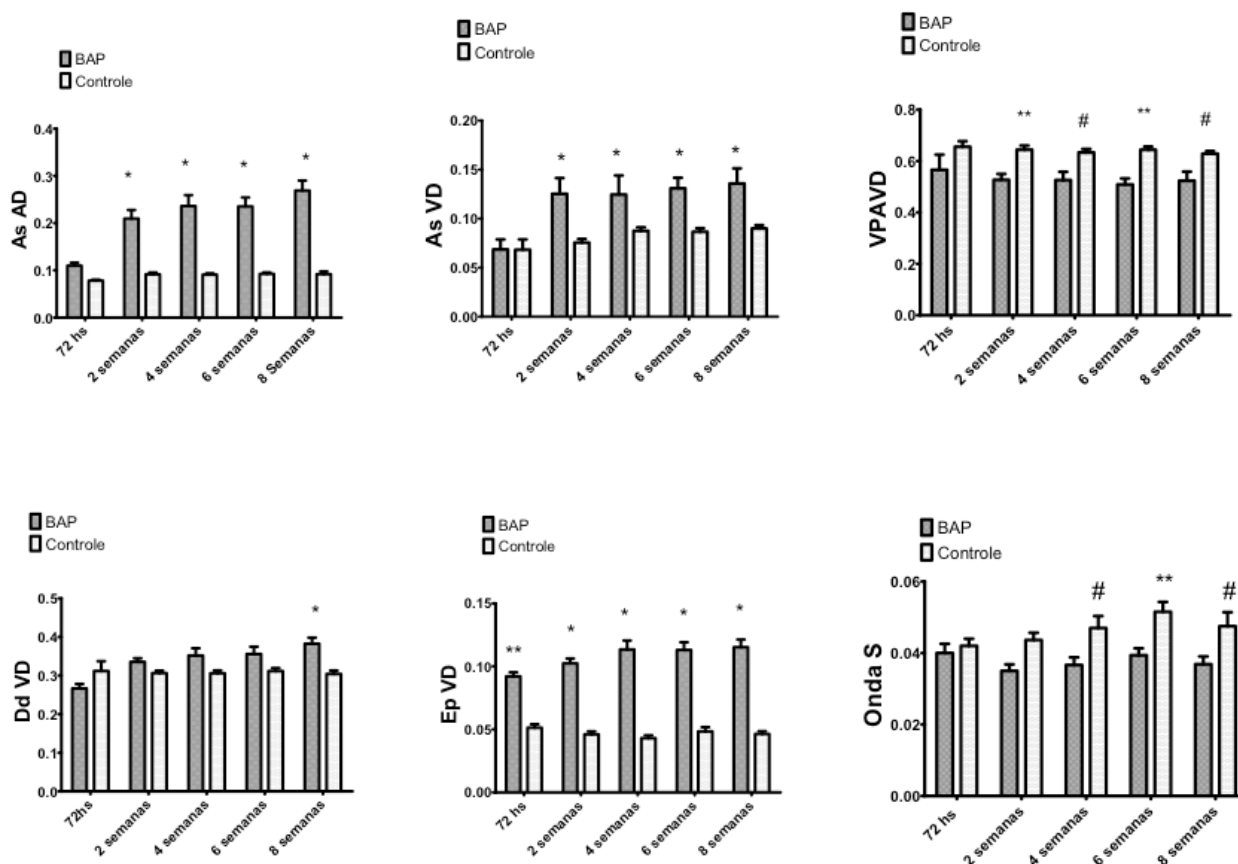 BAP
Controle
As AD
0.4
0.3
0.2
0.1
0.0
* * * *
72 hs
2 semanas
4 semanas
6 semanas
8 Semanas
BAP
Controle
As VD
0.20
0.15
0.10
0.05
0.00
* * * *
72 hs
2 semanas
4 semanas
6 semanas
8 semanas
BAP
Controle
VPAVD
0.8
0.6
0.4
0.2
0.0
** # ** #
72 hs
2 semanas
4 semanas
6 semanas
8 semanas
BAP
Controle
Dd VD
0.5
0.4
0.3
0.2
0.1
0.0
*
72hs
2 semanas
4 semanas
6 semanas
8 semanas
BAP
Controle
Ep VD
0.15
0.10
0.05
0.00
** * * * *
72 hs
2 semanas
4 semanas
6 semanas
8 semanas
BAP
Controle
Onda S
0.06
0.04
0.02
0.00
# ** #
72 hs
2 semanas
4 semanas
6 semanas
8 semanas